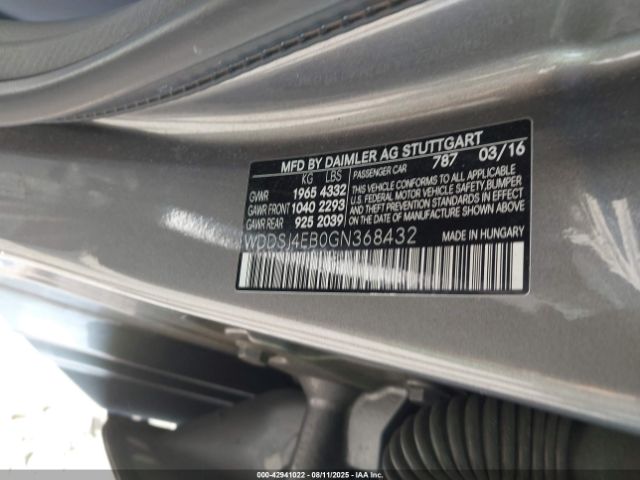 MFD BY DAIMLER AG STUTTGART
KG LBS PASSENGER CAR 787 03/16
GVWR 1965 4332
GAWR FRONT 1040 2293
GAWR REAR 925 2039
THIS VEHICLE CONFORMS TO ALL APPLICABLE
U.S. FEDERAL MOTOR VEHICLE SAFETY, BUMPER,
AND THEFT PREVENTION STANDARDS IN EFFECT
ON THE DATE OF MANUFACTURE SHOWN ABOVE.
WDDSJ4EB0GN368432 MADE IN HUNGARY
000-42941022 - 08/11/2025 - IAAI.COM